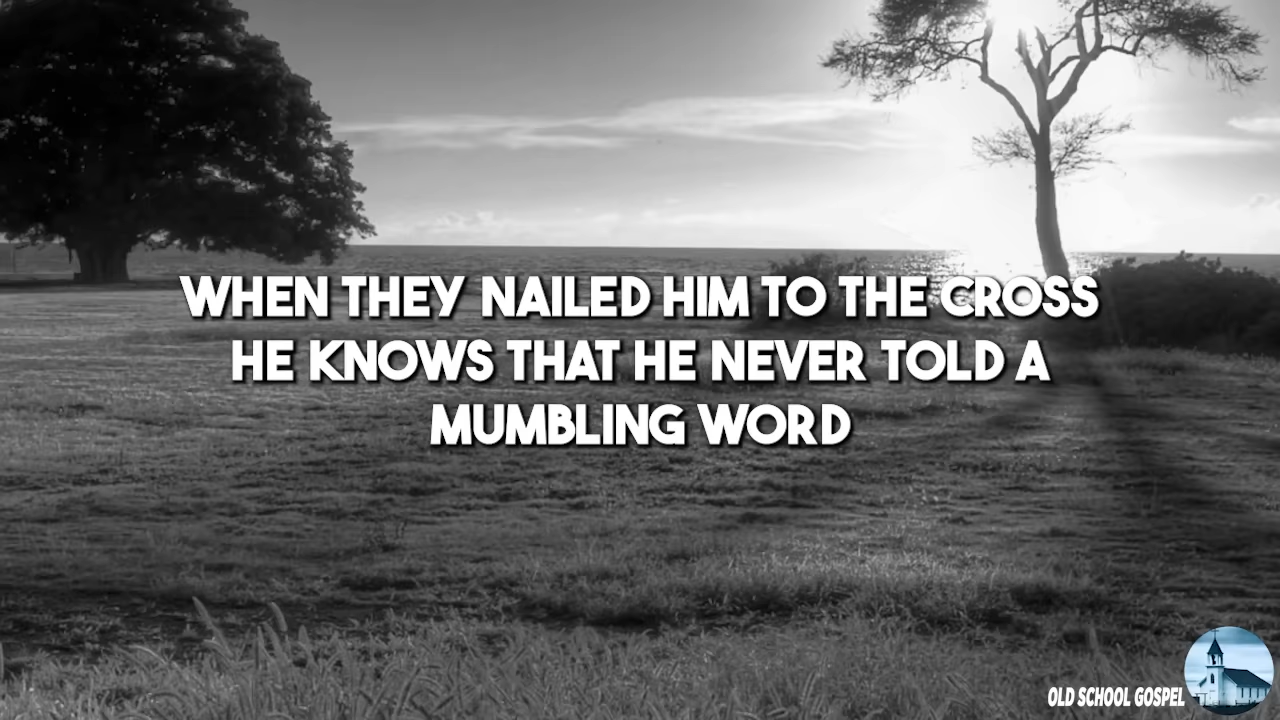 WHEN THEY NAILED HIM TO THE CROSS
HE KNOWS THAT HE NEVER TOLD A
MUMBLING WORD
OLD SCHOOL GOSPEL